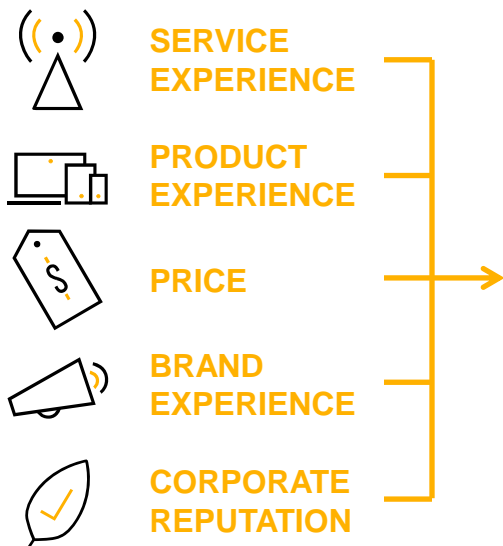 SERVICE
EXPERIENCE
PRODUCT
EXPERIENCE
$
PRICE
BRAND
EXPERIENCE
CORPORATE
REPUTATION